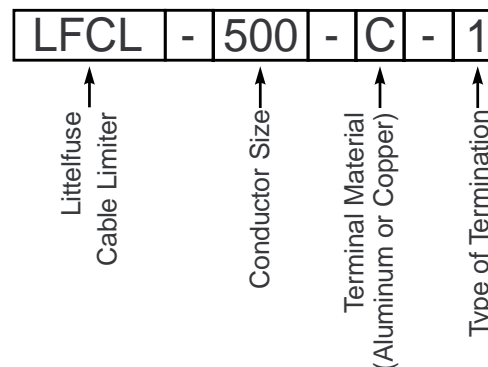 LFCL - 500 - C - 1
Littelfuse
Cable Limiter
Conductor Size
Terminal Material
(Aluminum or Copper)
Type of Termination